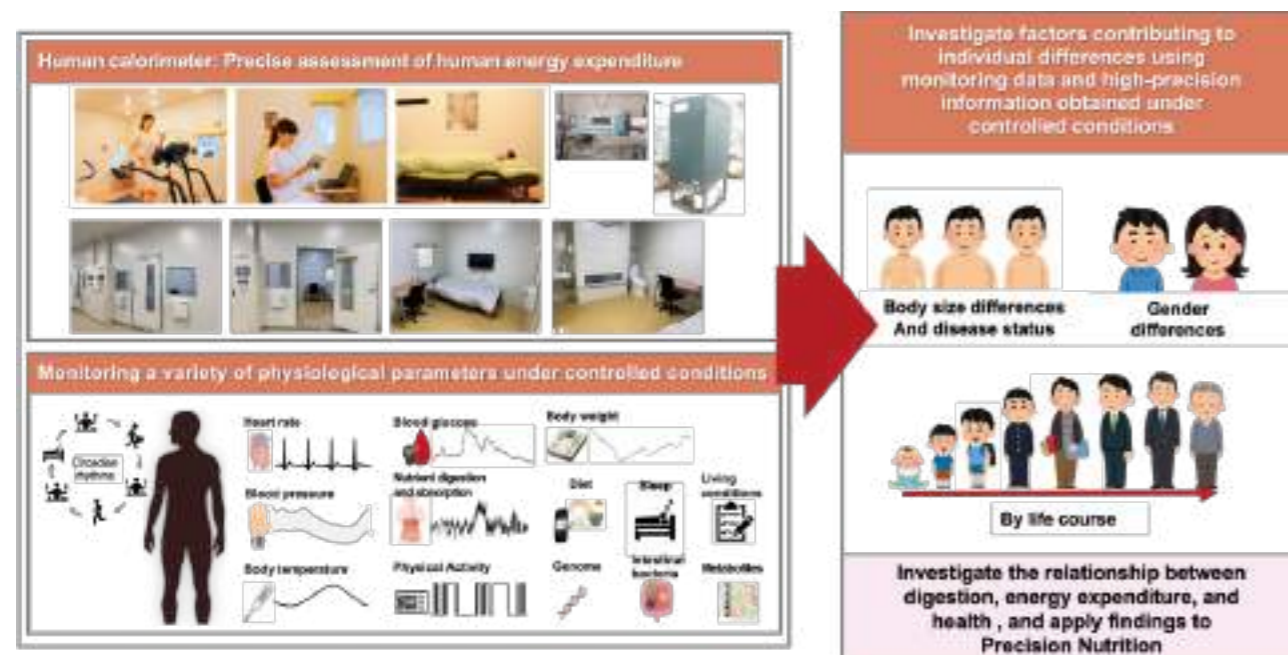 Human calorimeter: Precise assessment of human energy expenditure
Monitoring a variety of physiological parameters under controlled conditions
Circadian
rhythms
Heart rate
Blood glucose
Body weight
Blood pressure
Nutrient digestion
and absorption
Diet
Sleep
Living
conditions
Body temperature
Physical Activity
Genome
Intestinal
bacteria
Metabolites
Investigate factors contributing to
individual differences using
monitoring data and high-precision
information obtained under
controlled conditions
Body size differences
And disease status
Gender
differences
By life course
Investigate the relationship between
digestion, energy expenditure, and
health , and apply findings to
Precision Nutrition